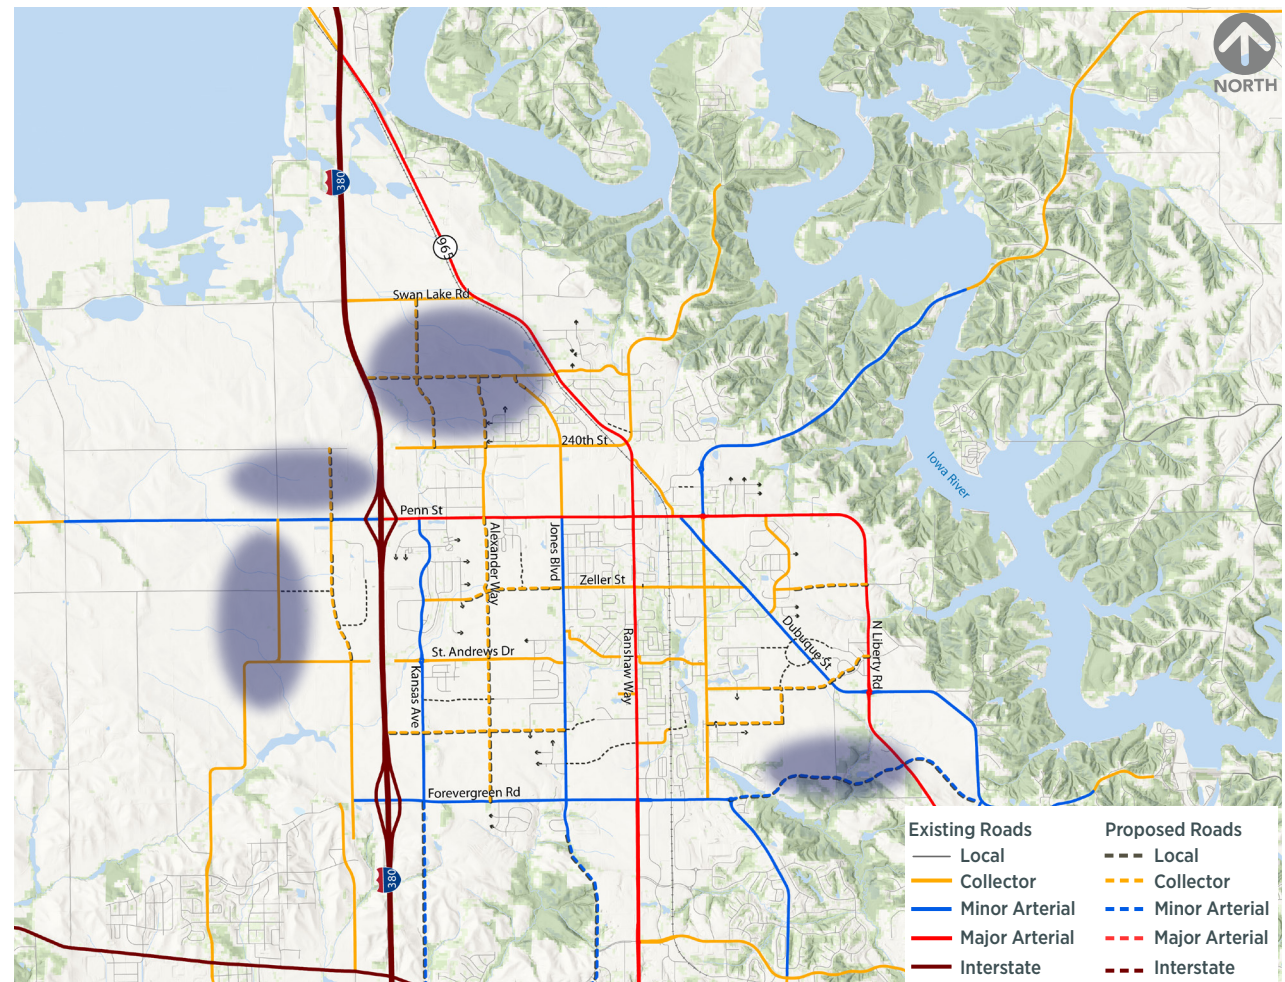 NORTH
380
965
Swan Lake Rd
240th St
Iowa River
Penn St
Alexander Way
Jones Blvd
Zeller St
Dubuque St
N Liberty Rd
Ranshaw Way
St. Andrews Dr
Kansas Ave
Forevergreen Rd
380
Existing Roads
Local
Collector
Minor Arterial
Major Arterial
Interstate
Proposed Roads
Local
Collector
Minor Arterial
Major Arterial
Interstate